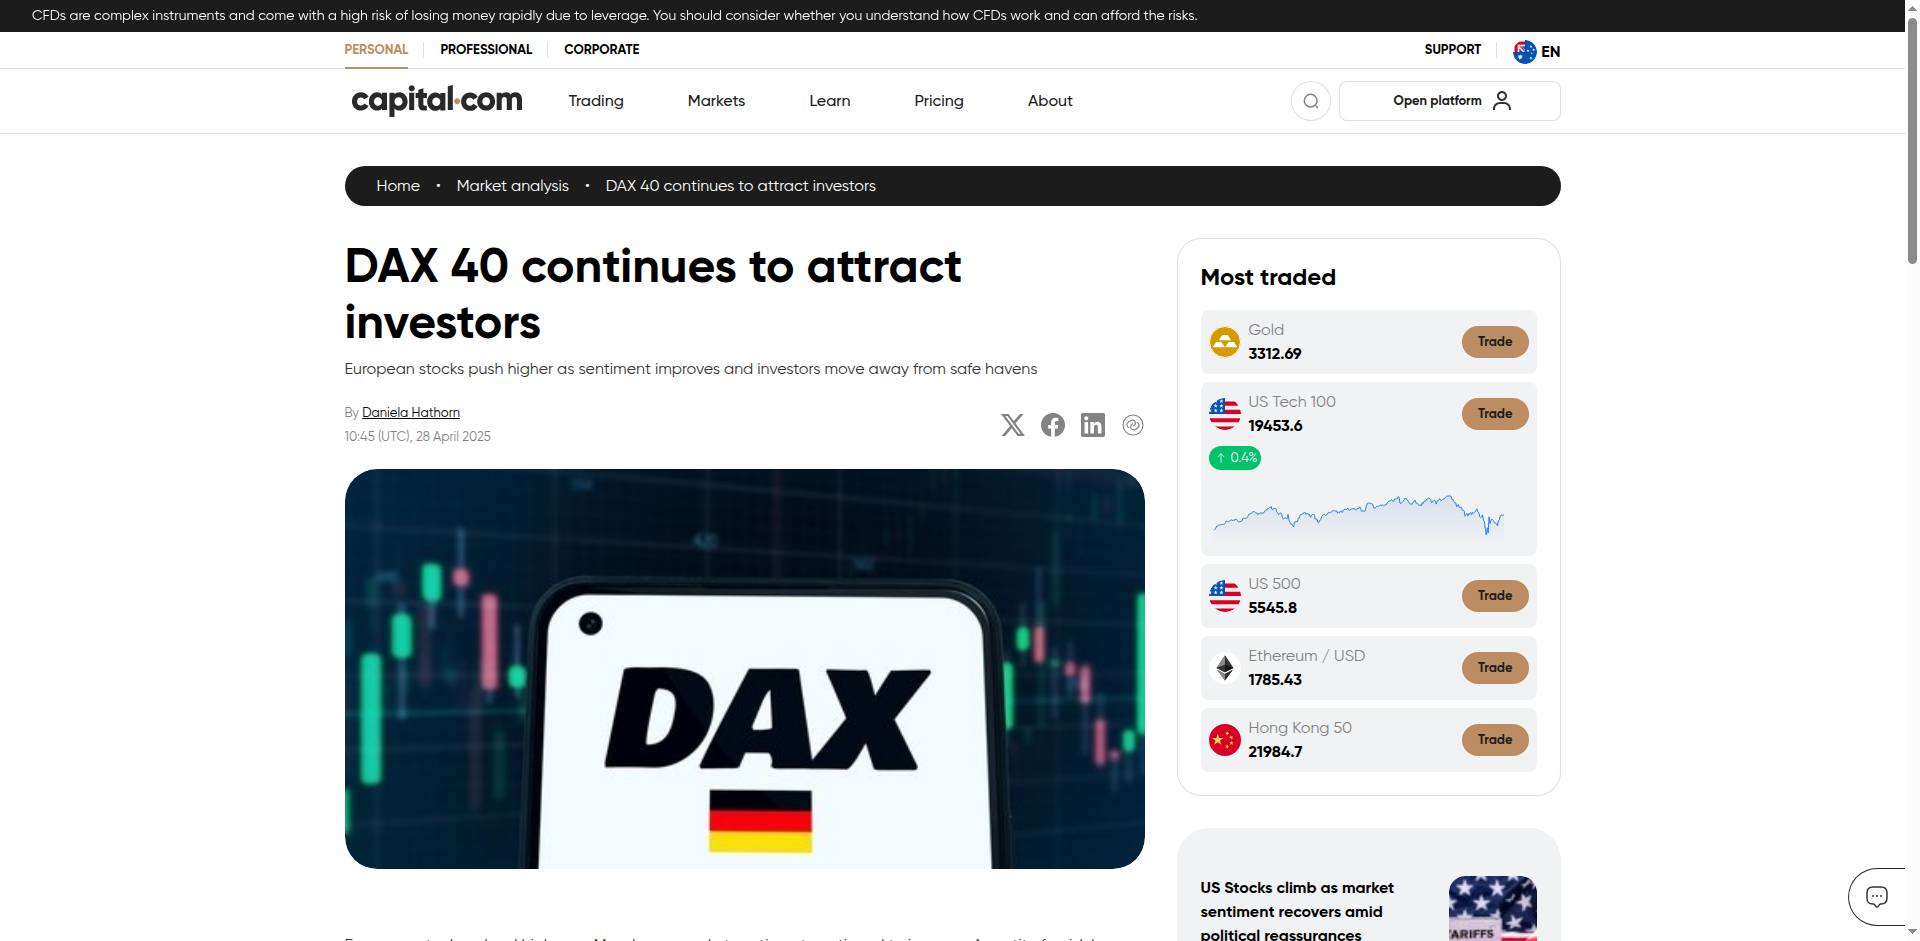 CFDs are complex instruments and come with a high risk of losing money rapidly due to leverage. You should consider whether you understand how CFDs work and can afford the risks.
PERSONAL
PROFESSIONAL
CORPORATE
SUPPORT
EN
capital.com
Trading
Markets
Learn
Pricing
About
Open platform
Home • Market analysis • DAX 40 continues to attract investors
DAX 40 continues to attract
investors
European stocks push higher as sentiment improves and investors move away from safe havens
By Daniela Hathorn
10:45 (UTC), 28 April 2025
DAX
Most traded
Gold
3312.69
Trade
US Tech 100
19453.6
Trade
↑ 0.4%
US 500
5545.8
Trade
Ethereum / USD
1785.43
Trade
Hong Kong 50
21984.7
Trade
US Stocks climb as market
sentiment recovers amid
political reassurances
TARIFFS